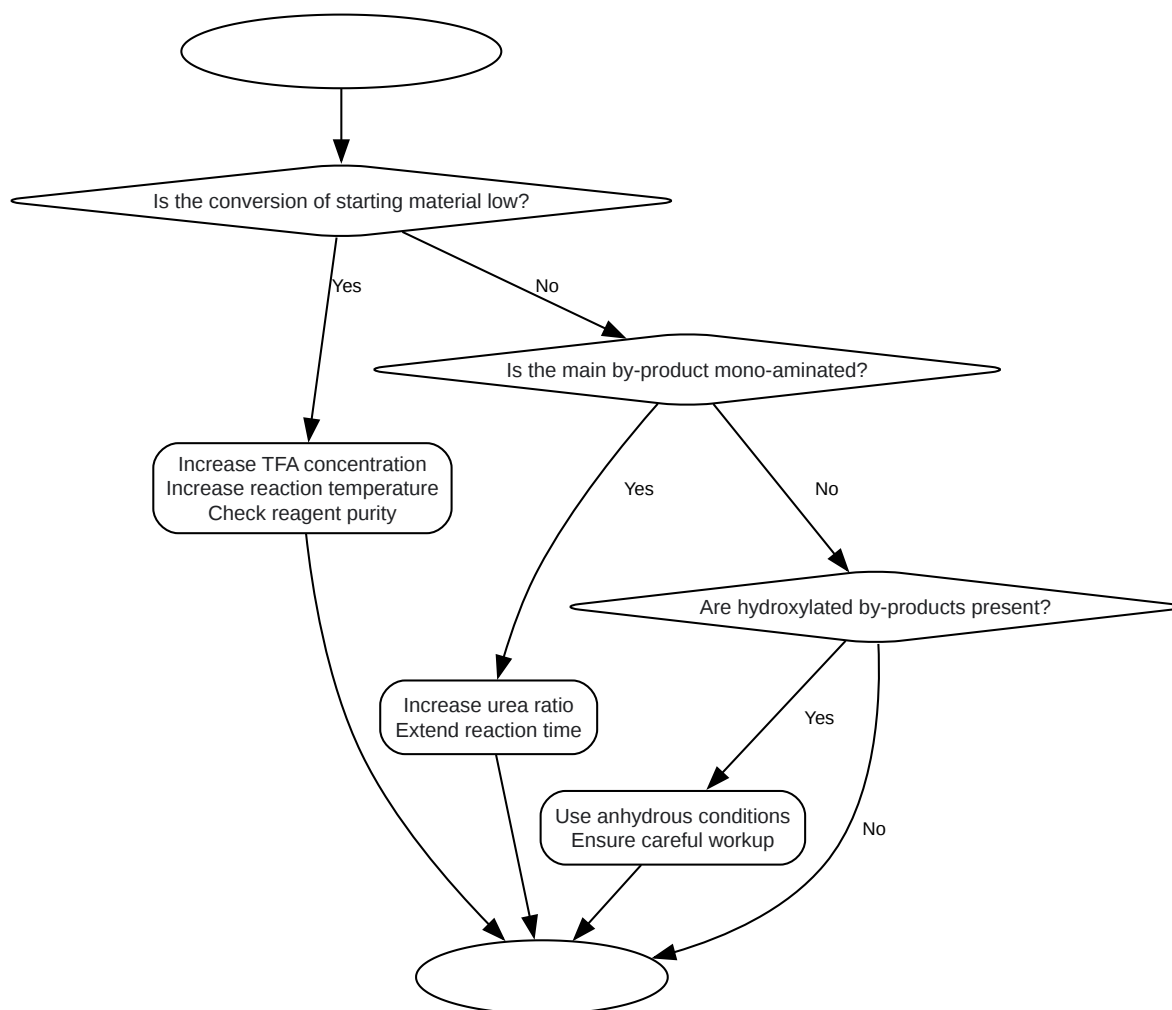 Is the conversion of starting material low?
Yes
No
Is the main by-product mono-aminated?
Increase TFA concentration
Increase reaction temperature
Check reagent purity
Yes
No
Are hydroxylated by-products present?
Increase urea ratio
Extend reaction time
Yes
Use anhydrous conditions
Ensure careful workup
No